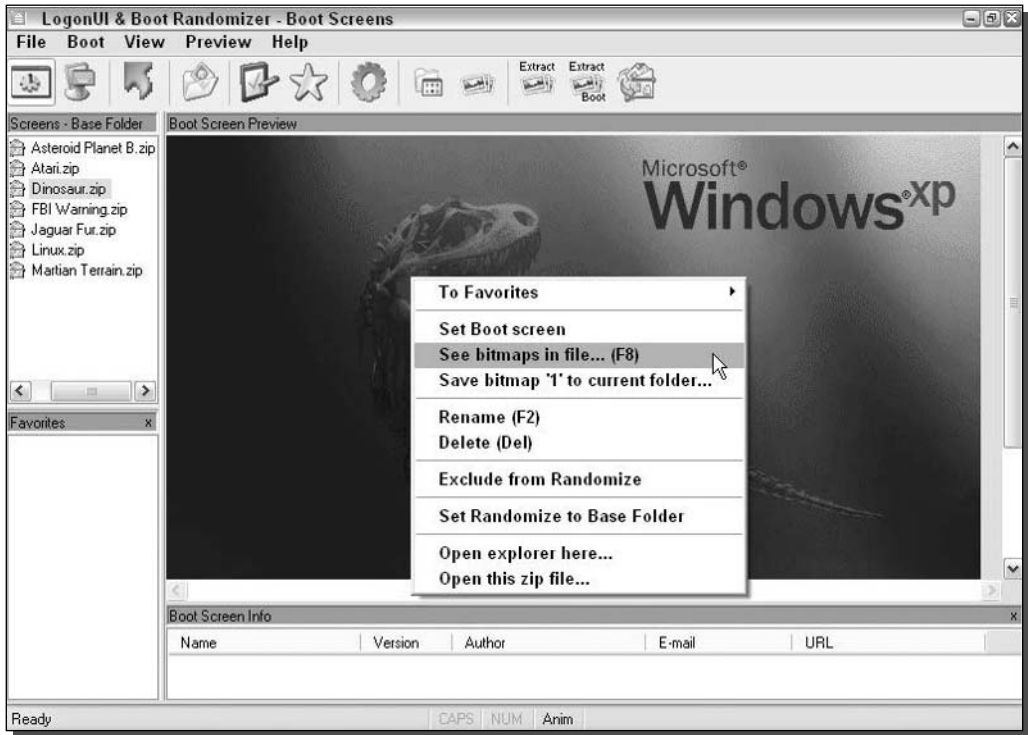 LogonUI & Boot Randomizer - Boot Screens
File Boot View Preview Help
Extract
Extract Boot
Screens - Base Folder
Boot Screen Preview
Asteroid Planet B.zip
Atari.zip
Dinosaur.zip
FBI Warning.zip
Jaguar Fur.zip
Linux.zip
Martian Terrain.zip
Microsoft®
Windows®xp
To Favorites
Set Boot screen
See bitmaps in file... (F8)
Save bitmap '1' to current folder...
Rename (F2)
Delete (Del)
Exclude from Randomize
Set Randomize to Base Folder
Open explorer here...
Open this zip file...
Favorites x
Boot Screen Info x
Name Version Author E-mail URL
Ready CAPS NUM Anim